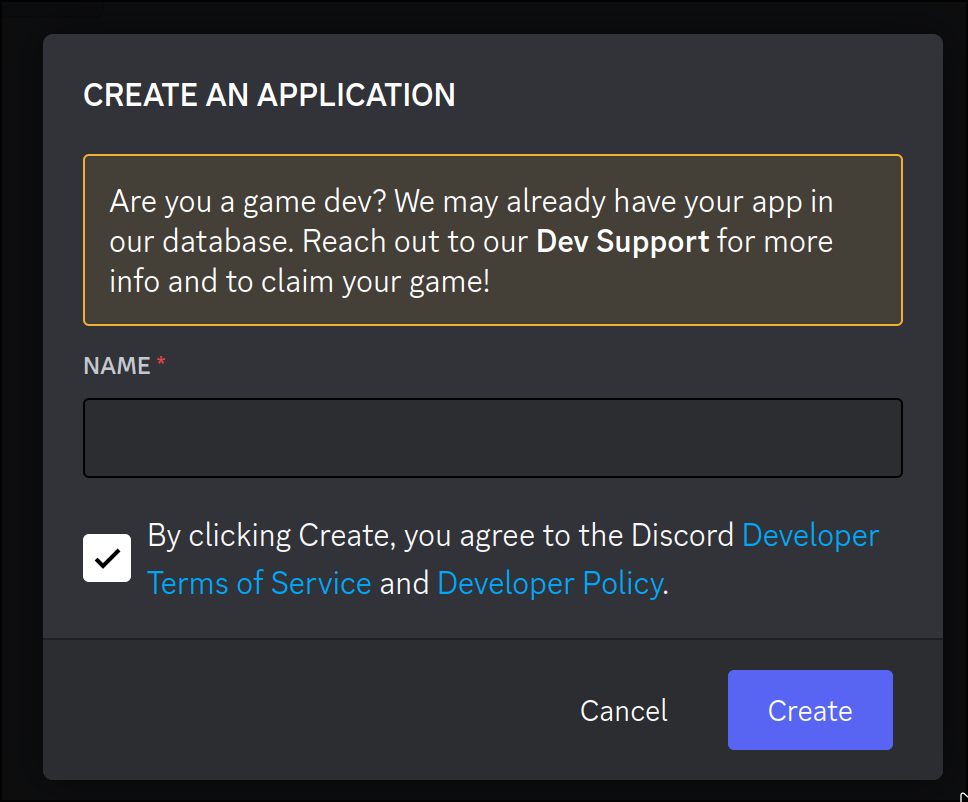 CREATE AN APPLICATION
Are you a game dev? We may already have your app in
our database. Reach out to our Dev Support for more
info and to claim your game!
NAME *
By clicking Create, you agree to the Discord Developer
Terms of Service and Developer Policy.
Cancel
Create